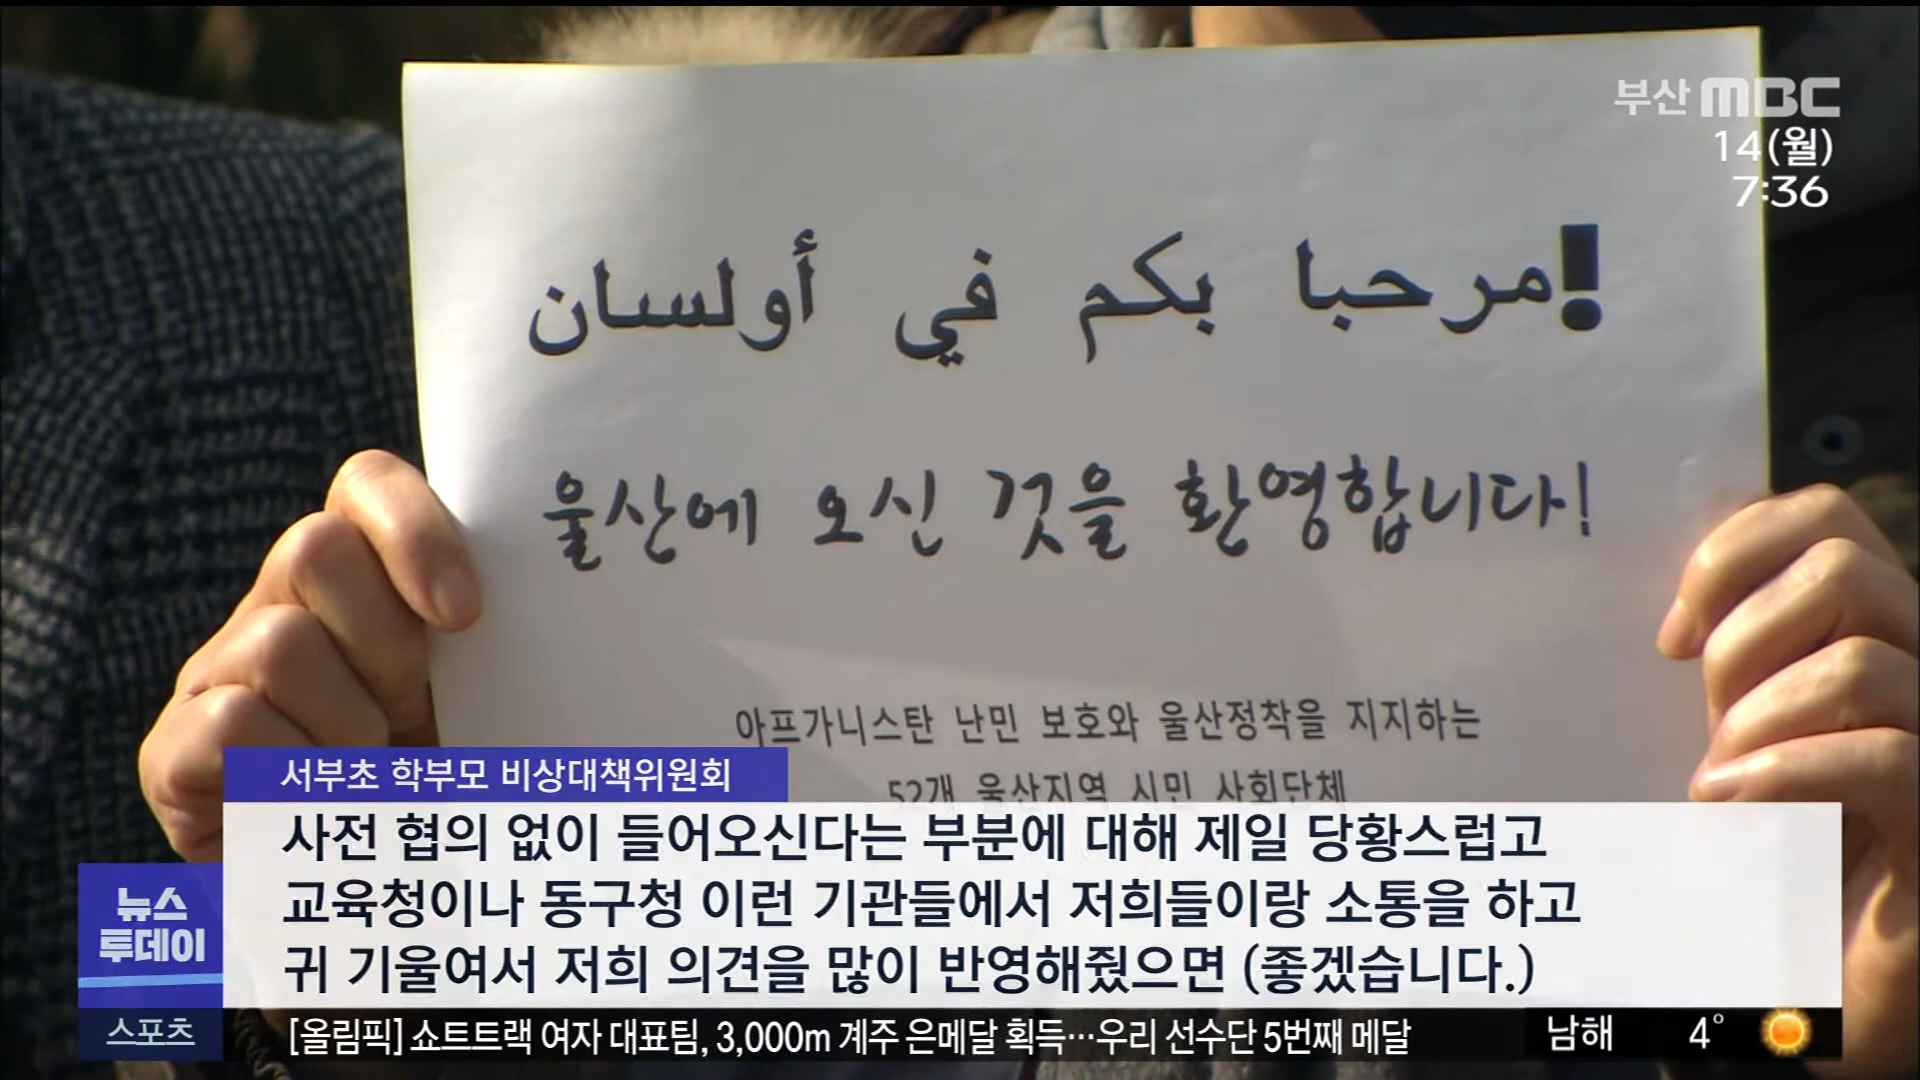 부산 MBC
14(월)
7:36
مرحبا بكم في أولسان!
울산에 오신 것을 환영합니다!
아프가니스탄 난민 보호와 울산정착을 지지하는
52개 울산지역 시민 사회단체
서부초 학부모 비상대책위원회
사전 협의 없이 들어오신다는 부분에 대해 제일 당황스럽고
교육청이나 동구청 이런 기관들에서 저희들이랑 소통을 하고
귀 기울여서 저희 의견을 많이 반영해줬으면 (좋겠습니다.)
뉴스
투데이
스포츠
[올림픽] 쇼트트랙 여자 대표팀, 3,000m 계주 은메달 획득…우리 선수단 5번째 메달
남해 4°